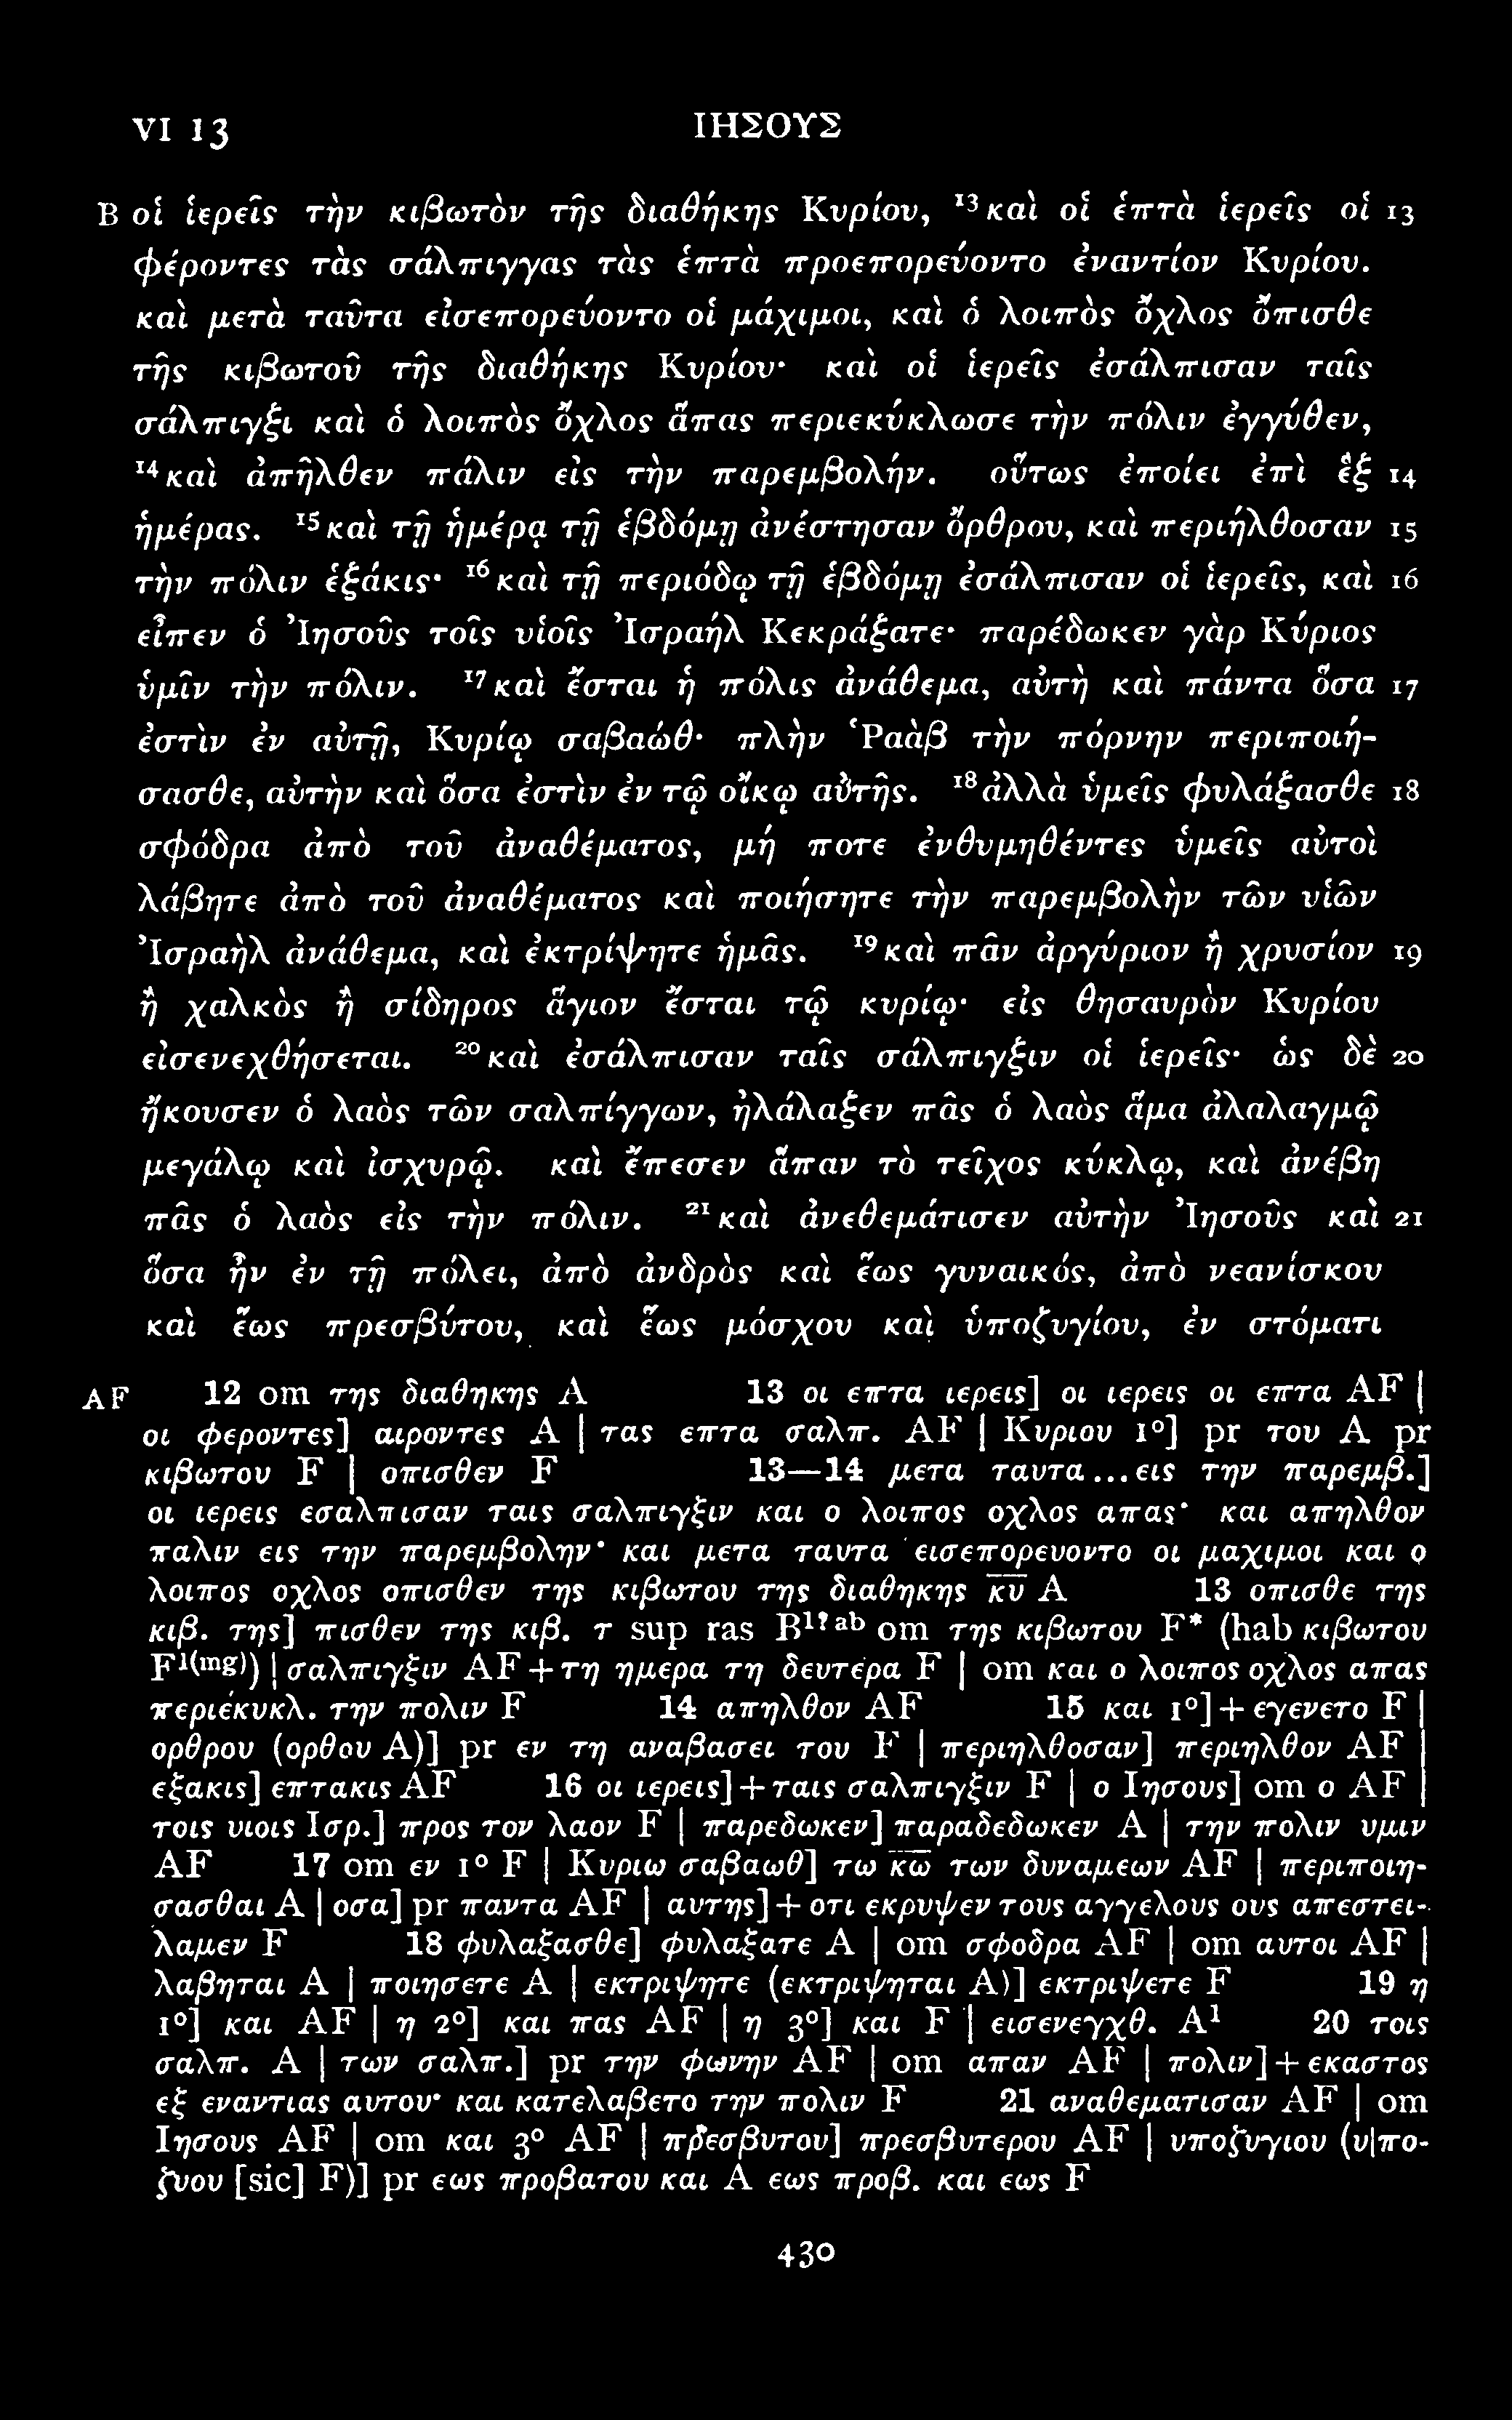 VI 13 ΙΗΣΟΥΣ
B οἱ ἱερεῖς τὴν κιβωτὸν τῆς διαθήκης Κυρίου, ¹³καὶ οἱ ἑπτὰ ἱερεῖς οἱ 13
φέροντες τὰς σάλπιγγας τὰς ἑπτὰ προεπορεύοντο ἐναντίον Κυρίου.
καὶ μετὰ ταῦτα εἰσεπορεύοντο οἱ μάχιμοι, καὶ ὁ λοιπὸς ὄχλος ὄπισθε
τῆς κιβωτοῦ τῆς διαθήκης Κυρίου· καὶ οἱ ἱερεῖς ἐσάλπισαν ταῖς
σάλπιγξι καὶ ὁ λοιπὸς ὄχλος ἅπας περιεκύκλωσε τὴν πόλιν ἐγγύθεν,
¹⁴καὶ ἀπῆλθεν πάλιν εἰς τὴν παρεμβολήν. οὕτως ἐποίει ἐπὶ ἓξ 14
ἡμέρας. ¹⁵καὶ τῇ ἡμέρᾳ τῇ ἑβδόμῃ ἀνέστησαν ὄρθρου, καὶ περιήλθοσαν 15
τὴν πόλιν ἑξάκις· ¹⁶καὶ τῇ περιόδῳ τῇ ἑβδόμῃ ἐσάλπισαν οἱ ἱερεῖς, καὶ 16
εἶπεν ὁ Ἰησοῦς τοῖς υἱοῖς Ἰσραήλ Κεκράξατε· παρέδωκεν γὰρ Κύριος
ὑμῖν τὴν πόλιν. ¹⁷καὶ ἔσται ἡ πόλις ἀνάθεμα, αὐτὴ καὶ πάντα ὅσα 17
ἐστὶν ἐν αὐτῇ, Κυρίῳ σαβαώθ· πλὴν Ῥαὰβ τὴν πόρνην περιποιή-
σασθε, αὐτὴν καὶ ὅσα ἐστὶν ἐν τῷ οἴκῳ αὐτῆς. ¹⁸ἀλλὰ ὑμεῖς φυλάξασθε 18
σφόδρα ἀπὸ τοῦ ἀναθέματος, μή ποτε ἐνθυμηθέντες ὑμεῖς αὐτοὶ
λάβητε ἀπὸ τοῦ ἀναθέματος καὶ ποιήσητε τὴν παρεμβολὴν τῶν υἱῶν
Ἰσραὴλ ἀνάθεμα, καὶ ἐκτρίψητε ἡμᾶς. ¹⁹καὶ πᾶν ἀργύριον ἢ χρυσίον 19
ἢ χαλκὸς ἢ σίδηρος ἅγιον ἔσται τῷ κυρίῳ· εἰς θησαυρὸν Κυρίου
εἰσενεχθήσεται. ²⁰καὶ ἐσάλπισαν ταῖς σάλπιγξιν οἱ ἱερεῖς· ὡς δὲ 20
ἤκουσεν ὁ λαὸς τῶν σαλπίγγων, ἠλάλαξεν πᾶς ὁ λαὸς ἅμα ἀλαλαγμῷ
μεγάλῳ καὶ ἰσχυρῷ. καὶ ἔπεσεν ἅπαν τὸ τεῖχος κύκλῳ, καὶ ἀνέβη
πᾶς ὁ λαὸς εἰς τὴν πόλιν. ²¹καὶ ἀνεθεμάτισεν αὐτὴν Ἰησοῦς καὶ 21
ὅσα ἦν ἐν τῇ πόλει, ἀπὸ ἀνδρὸς καὶ ἕως γυναικός, ἀπὸ νεανίσκου
καὶ ἕως πρεσβύτου, καὶ ἕως μόσχου καὶ ὑποζυγίου, ἐν στόματι
AF 12 om της διαθηκης A 13 οι επτα ιερεις] οι ιερεις οι επτα AF |
οι φεροντες] αιροντες A | τας επτα σαλπ. AF | Κυριου 1°] pr του A pr
κιβωτου F | οπισθεν F 13—14 μετα ταυτα...εις την παρεμβ.]
οι ιερεις εσαλπισαν ταις σαλπιγξιν και ο λοιπος οχλος απας· και απηλθον
παλιν εις την παρεμβολην· και μετα ταυτα εισεπορευοντο οι μαχιμοι και ο
λοιπος οχλος οπισθεν της κιβωτου της διαθηκης κ̅υ̅ A 13 οπισθε της
κιβ. της] πισθεν της κιβ. τ sup ras B¹ˀᵃᵇ om της κιβωτου F* (hab κιβωτου
F¹⁽ᵐᵍ⁾) | σαλπιγξιν AF + τη ημερα τη δευτερα F | om και ο λοιπος οχλος απας
περιεκυκλ. την πολιν F 14 απηλθον AF 15 και 1°] + εγενετο F |
ορθρου (ορθου A)] pr εν τη αναβασει του F | περιηλθοσαν] περιηλθον AF |
εξακις] επτακις AF 16 οι ιερεις] + ταις σαλπιγξιν F | ο Ιησους] om ο AF |
τοις υιοις Ισρ.] προς τον λαον F | παρεδωκεν] παραδεδωκεν A | την πολιν υμιν
AF 17 om εν 1° F | Κυριω σαβαωθ] τω κ̅ω̅ των δυναμεων AF | περιποιη-
σασθαι A | οσα] pr παντα AF | αυτης] + οτι εκρυψεν τους αγγελους ους απεστει-
λαμεν F 18 φυλαξασθε] φυλαξατε A | om σφοδρα AF | om αυτοι AF |
λαβηται A | ποιησετε A | εκτριψητε (εκτριψηται A)] εκτριψετε F 19 η
1°] και AF | η 2°] και πας AF | η 3°] και F | εισενεγχθ. A¹ 20 τοις
σαλπ. A | των σαλπ.] pr την φωνην AF | om απαν AF | πολιν] + εκαστος
εξ εναντιας αυτου· και κατελαβετο την πολιν F 21 αναθεματισαν AF | om
Ιησους AF | om και 3° AF | πρεσβυτου] πρεσβυτερου AF | υποζυγιου (υ|πο-
ζυου [sic] F)] pr εως προβατου και A εως προβ. και εως F
430